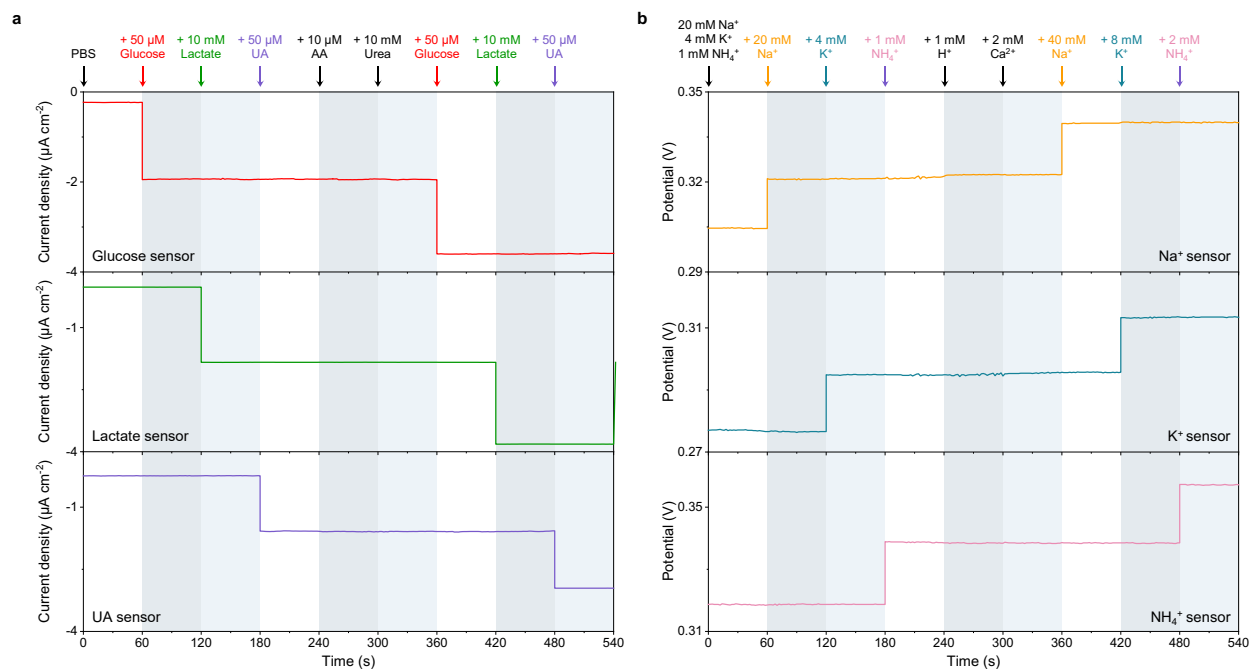 a
PBS
+ 50 µM
Glucose
+ 10 mM
Lactate
+ 50 µM
UA
+ 10 µM
AA
+ 10 mM
Urea
+ 50 µM
Glucose
+ 10 mM
Lactate
+ 50 µM
UA
Current density (µA cm⁻²)
0
-2
-4
Glucose sensor
Current density (µA cm⁻²)
-1
-4
Lactate sensor
Current density (µA cm⁻²)
-1
-4
UA sensor
0 60 120 180 240 300 360 420 480 540
Time (s)
b
20 mM Na⁺
4 mM K⁺
1 mM NH₄⁺
+ 20 mM
Na⁺
+ 4 mM
K⁺
+ 1 mM
NH₄⁺
+ 1 mM
H⁺
+ 2 mM
Ca²⁺
+ 40 mM
Na⁺
+ 8 mM
K⁺
+ 2 mM
NH₄⁺
Potential (V)
0.35
0.32
0.29
Na⁺ sensor
Potential (V)
0.31
0.27
K⁺ sensor
Potential (V)
0.35
0.31
NH₄⁺ sensor
0 60 120 180 240 300 360 420 480 540
Time (s)